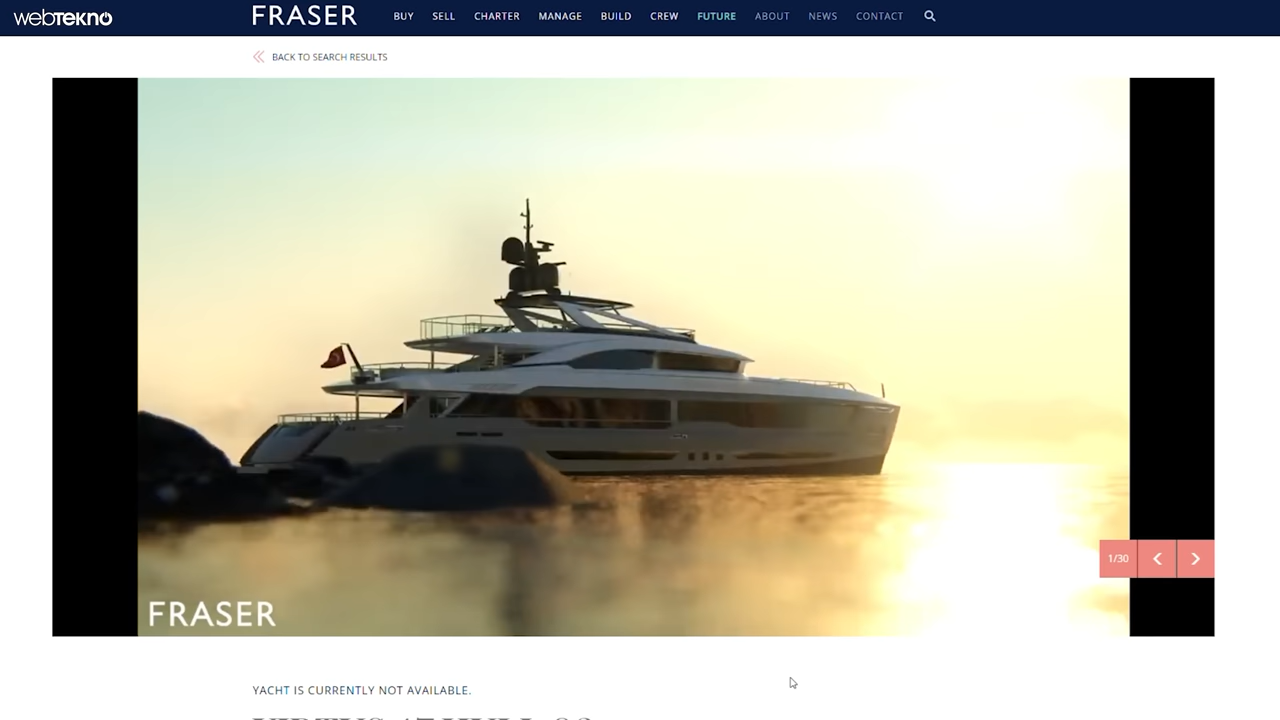 webTEKNO
FRASER
BUY SELL CHARTER MANAGE BUILD CREW FUTURE ABOUT NEWS CONTACT
BACK TO SEARCH RESULTS
1/30
FRASER
YACHT IS CURRENTLY NOT AVAILABLE.